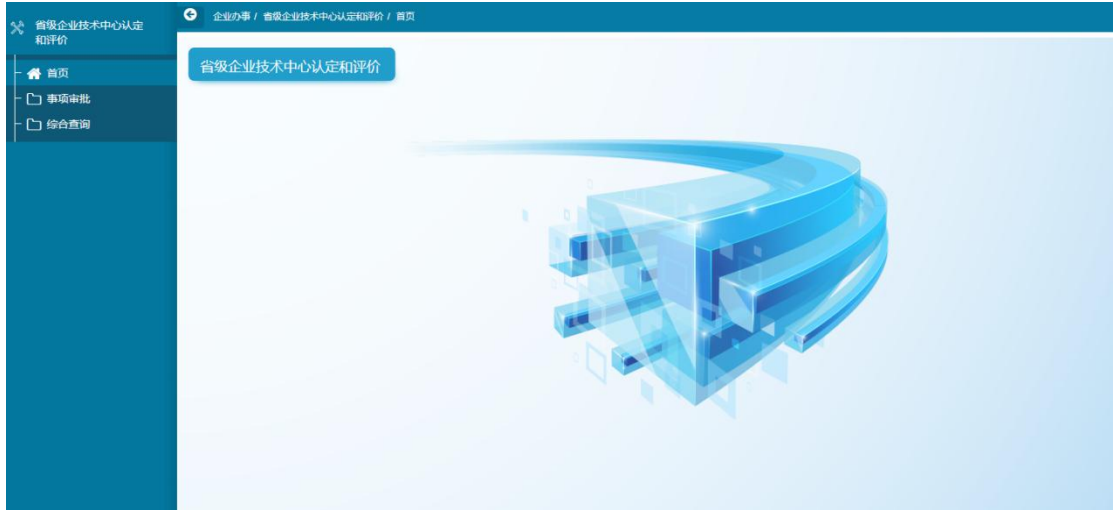 省级企业技术中心认定
和评价
首页
事项审批
综合查询
企业办事 / 省级企业技术中心认定和评价 / 首页
省级企业技术中心认定和评价